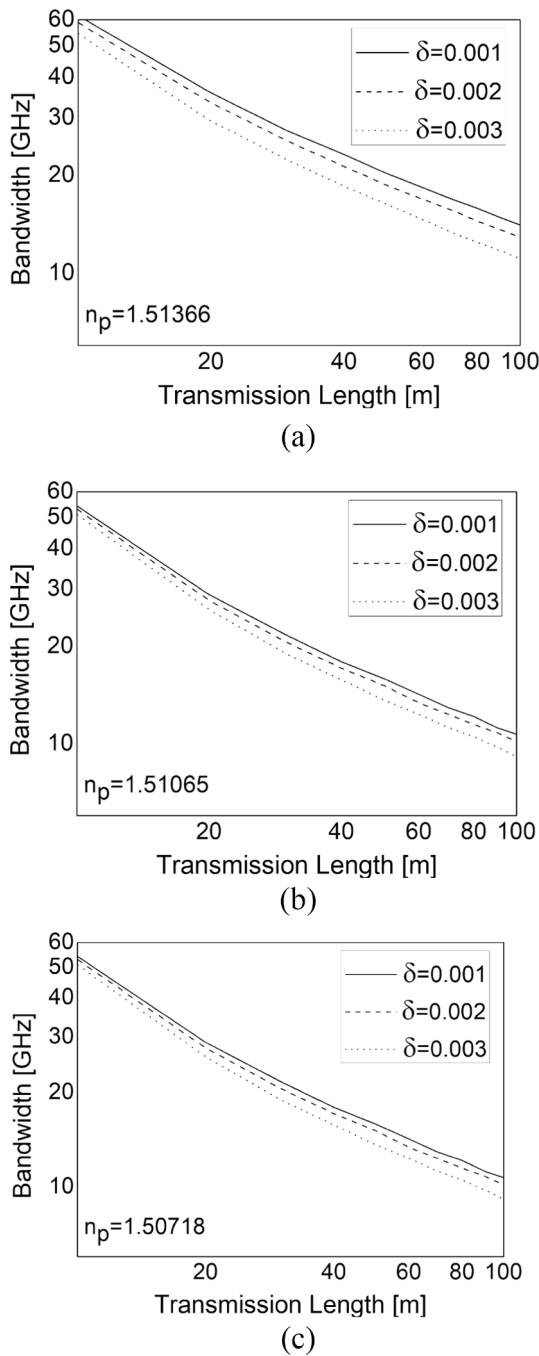 60
50
40
30
20
10
Bandwidth [GHz]
δ=0.001
δ=0.002
δ=0.003
np=1.51366
20 40 60 80 100
Transmission Length [m]
(a)
60
50
40
30
20
10
Bandwidth [GHz]
δ=0.001
δ=0.002
δ=0.003
np=1.51065
20 40 60 80 100
Transmission Length [m]
(b)
60
50
40
30
20
10
Bandwidth [GHz]
δ=0.001
δ=0.002
δ=0.003
np=1.50718
20 40 60 80 100
Transmission Length [m]
(c)